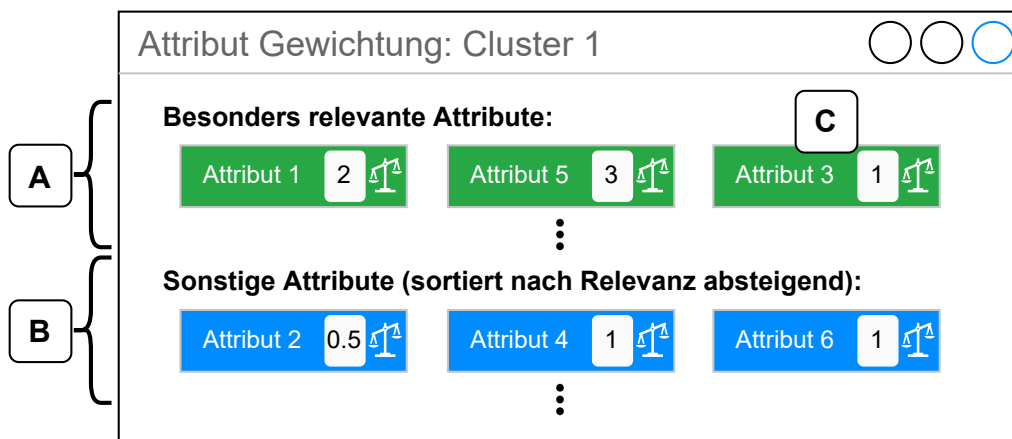 Attribut Gewichtung: Cluster 1
Besonders relevante Attribute:
C
A
Attribut 1 2 Attribut 5 3 Attribut 3 1
Sonstige Attribute (sortiert nach Relevanz absteigend):
B
Attribut 2 0.5 Attribut 4 1 Attribut 6 1